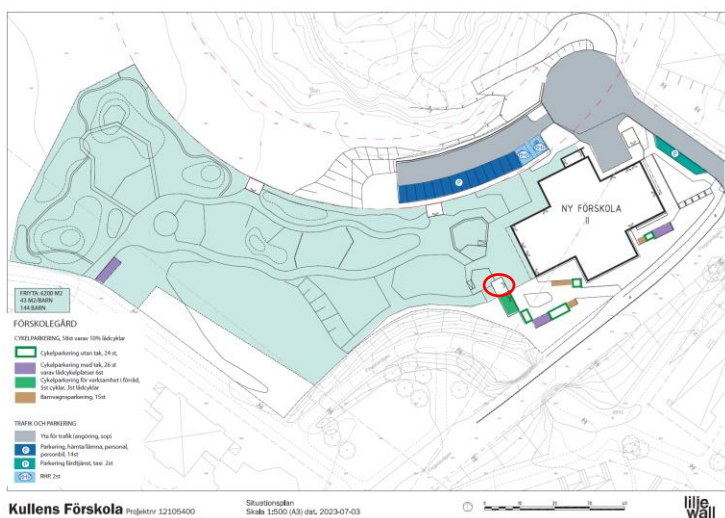 NY FÖRSKOLA
II
P
P
FRIYTA: 6200 M2
43 M2/BARN
144 BARN
FÖRSKOLEGÅRD
CYKELPARKERING, 58st varav 10% lådcyklar
Cykelparkering utan tak, 24 st,
Cykelparkering med tak, 26 st
varav lådcykelplatser 6st
Cykelparkering för verksamhet i förråd,
5st cyklar, 3st lådcyklar
Barnvagnsparkering, 15st
TRAFIK OCH PARKERING
Yta för trafik (angöring, sop)
P
Parkering, hämta/lämna, personal,
personbil, 14st
P
Parkering färdtjänst, taxi 2st
RHP, 2st
Kullens Förskola Projektnr 12105400
Situationsplan
Skala 1:500 (A3) dat. 2023-07-03
lilje
wall